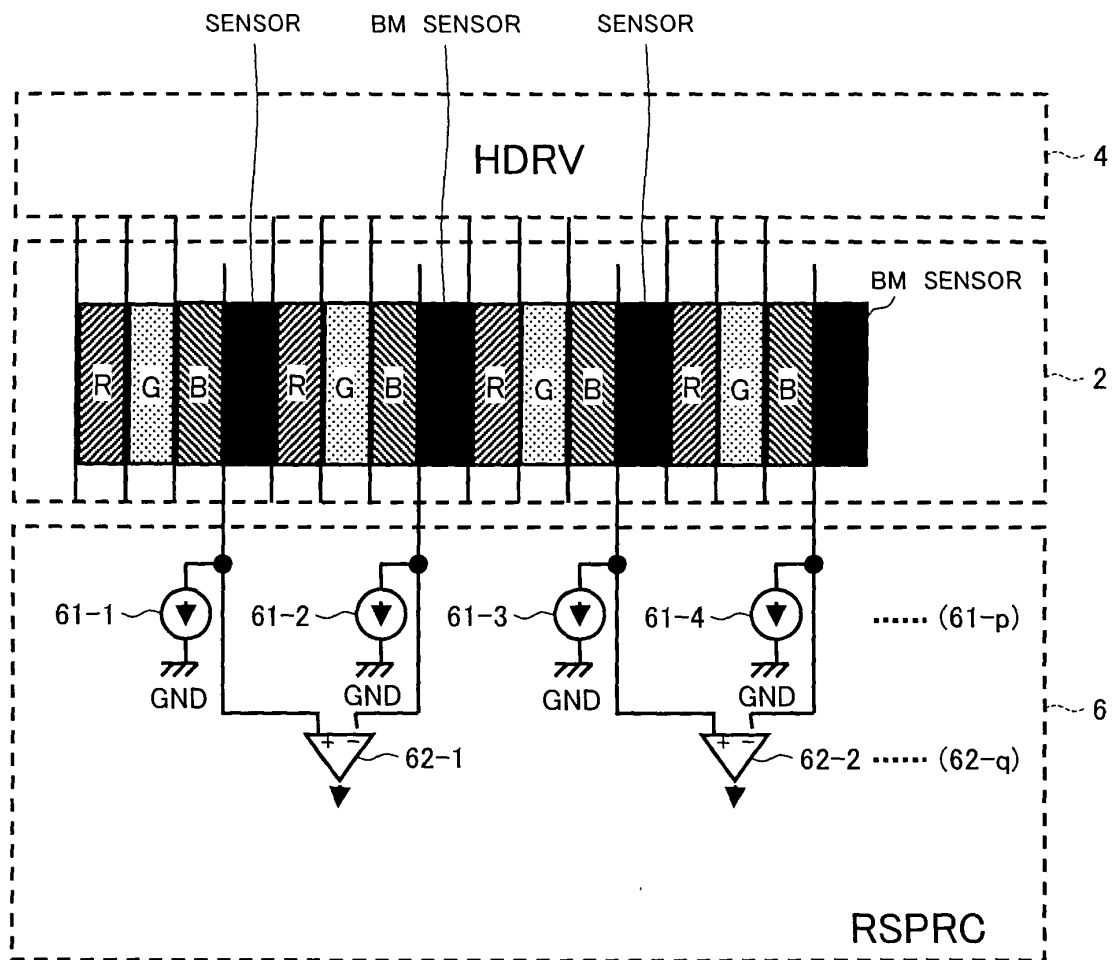 SENSOR BM SENSOR SENSOR
HDRV
4
BM SENSOR
R G B R G B R G B R G B
2
61-1 61-2 61-3 61-4 ······ (61-p)
GND GND GND GND
6
+ − + −
62-1 62-2 ······ (62-q)
RSPRC